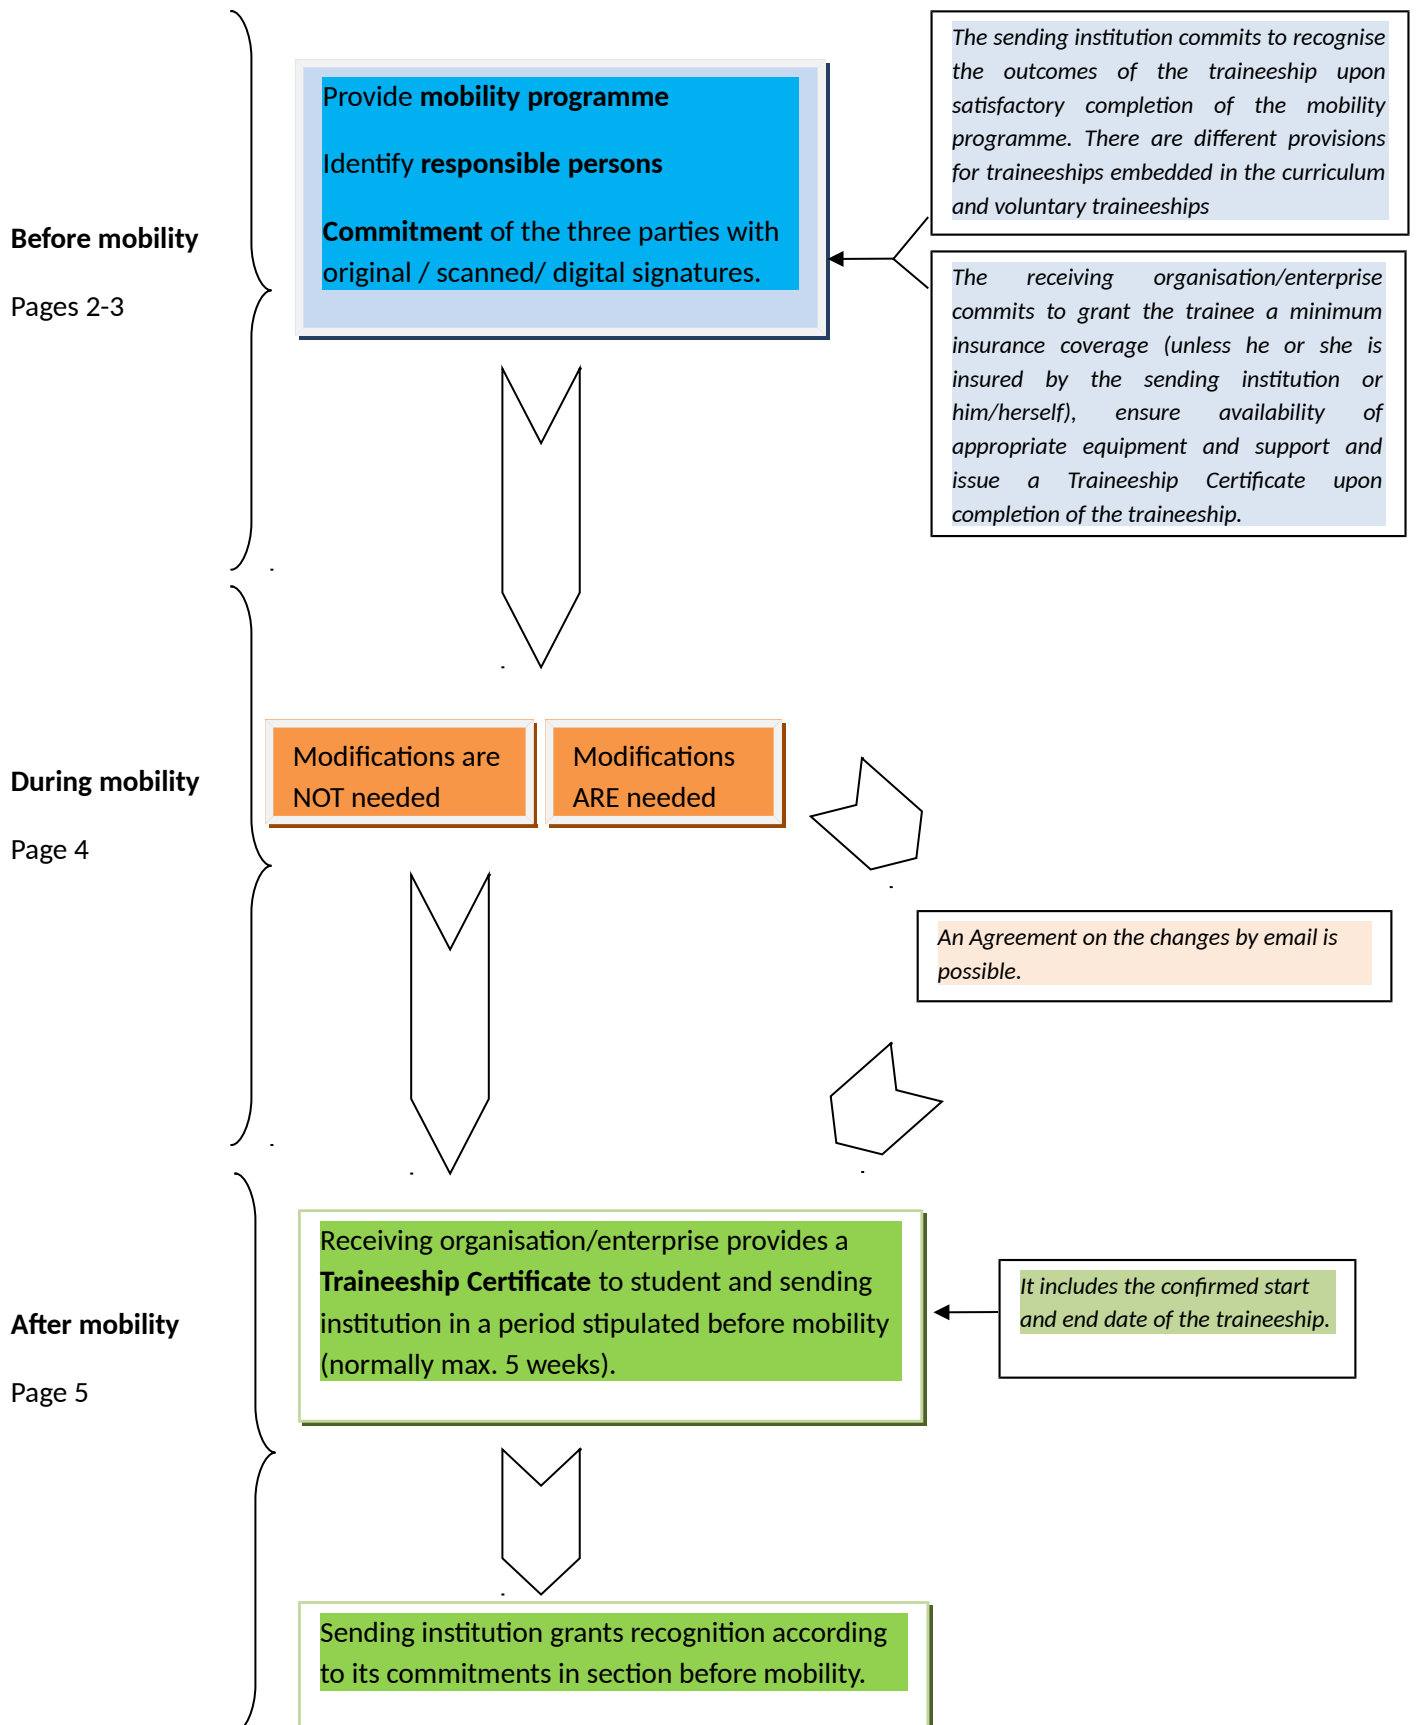 The sending institution commits to recognise
the outcomes of the traineeship upon
satisfactory completion of the mobility
programme. There are different provisions
for traineeships embedded in the curriculum
and voluntary traineeships
Provide mobility programme
Identify responsible persons
Commitment of the three parties with
original / scanned/ digital signatures.
Before mobility
Pages 2-3
The receiving organisation/enterprise
commits to grant the trainee a minimum
insurance coverage (unless he or she is
insured by the sending institution or
him/herself), ensure availability of
appropriate equipment and support and
issue a Traineeship Certificate upon
completion of the traineeship.
During mobility
Page 4
Modifications are
NOT needed
Modifications
ARE needed
An Agreement on the changes by email is
possible.
After mobility
Page 5
Receiving organisation/enterprise provides a
Traineeship Certificate to student and sending
institution in a period stipulated before mobility
(normally max. 5 weeks).
It includes the confirmed start
and end date of the traineeship.
Sending institution grants recognition according
to its commitments in section before mobility.